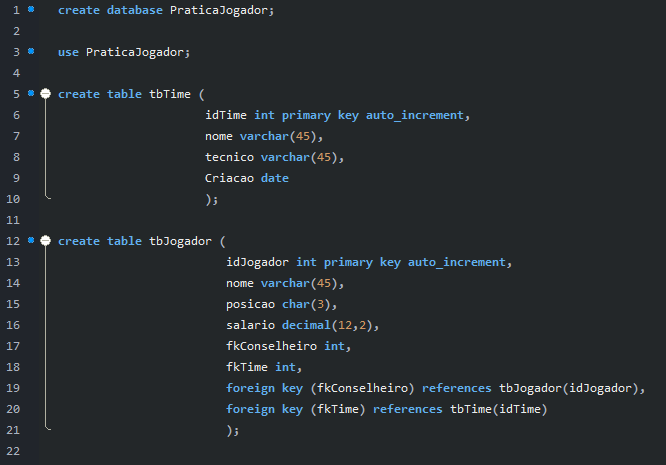 1 create database PraticaJogador;
2
3 use PraticaJogador;
4
5 create table tbTime (
6 idTime int primary key auto_increment,
7 nome varchar(45),
8 tecnico varchar(45),
9 Criacao date
10 );
11
12 create table tbJogador (
13 idJogador int primary key auto_increment,
14 nome varchar(45),
15 posicao char(3),
16 salario decimal(12,2),
17 fkConselheiro int,
18 fkTime int,
19 foreign key (fkConselheiro) references tbJogador(idJogador),
20 foreign key (fkTime) references tbTime(idTime)
21 );
22